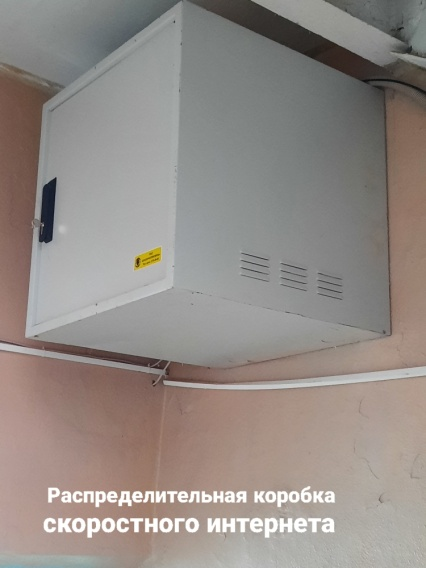 Распределительная коробка
скоростного интернета